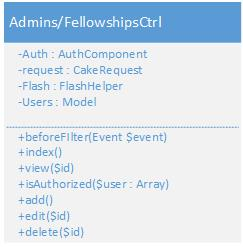 Admins/FellowshipsCtrl
-Auth : AuthComponent
-request : CakeRequest
-Flash : FlashHelper
-Users : Model
+beforeFIlter(Event $event)
+index()
+view($id)
+isAuthorized($user : Array)
+add()
+edit($id)
+delete($id)